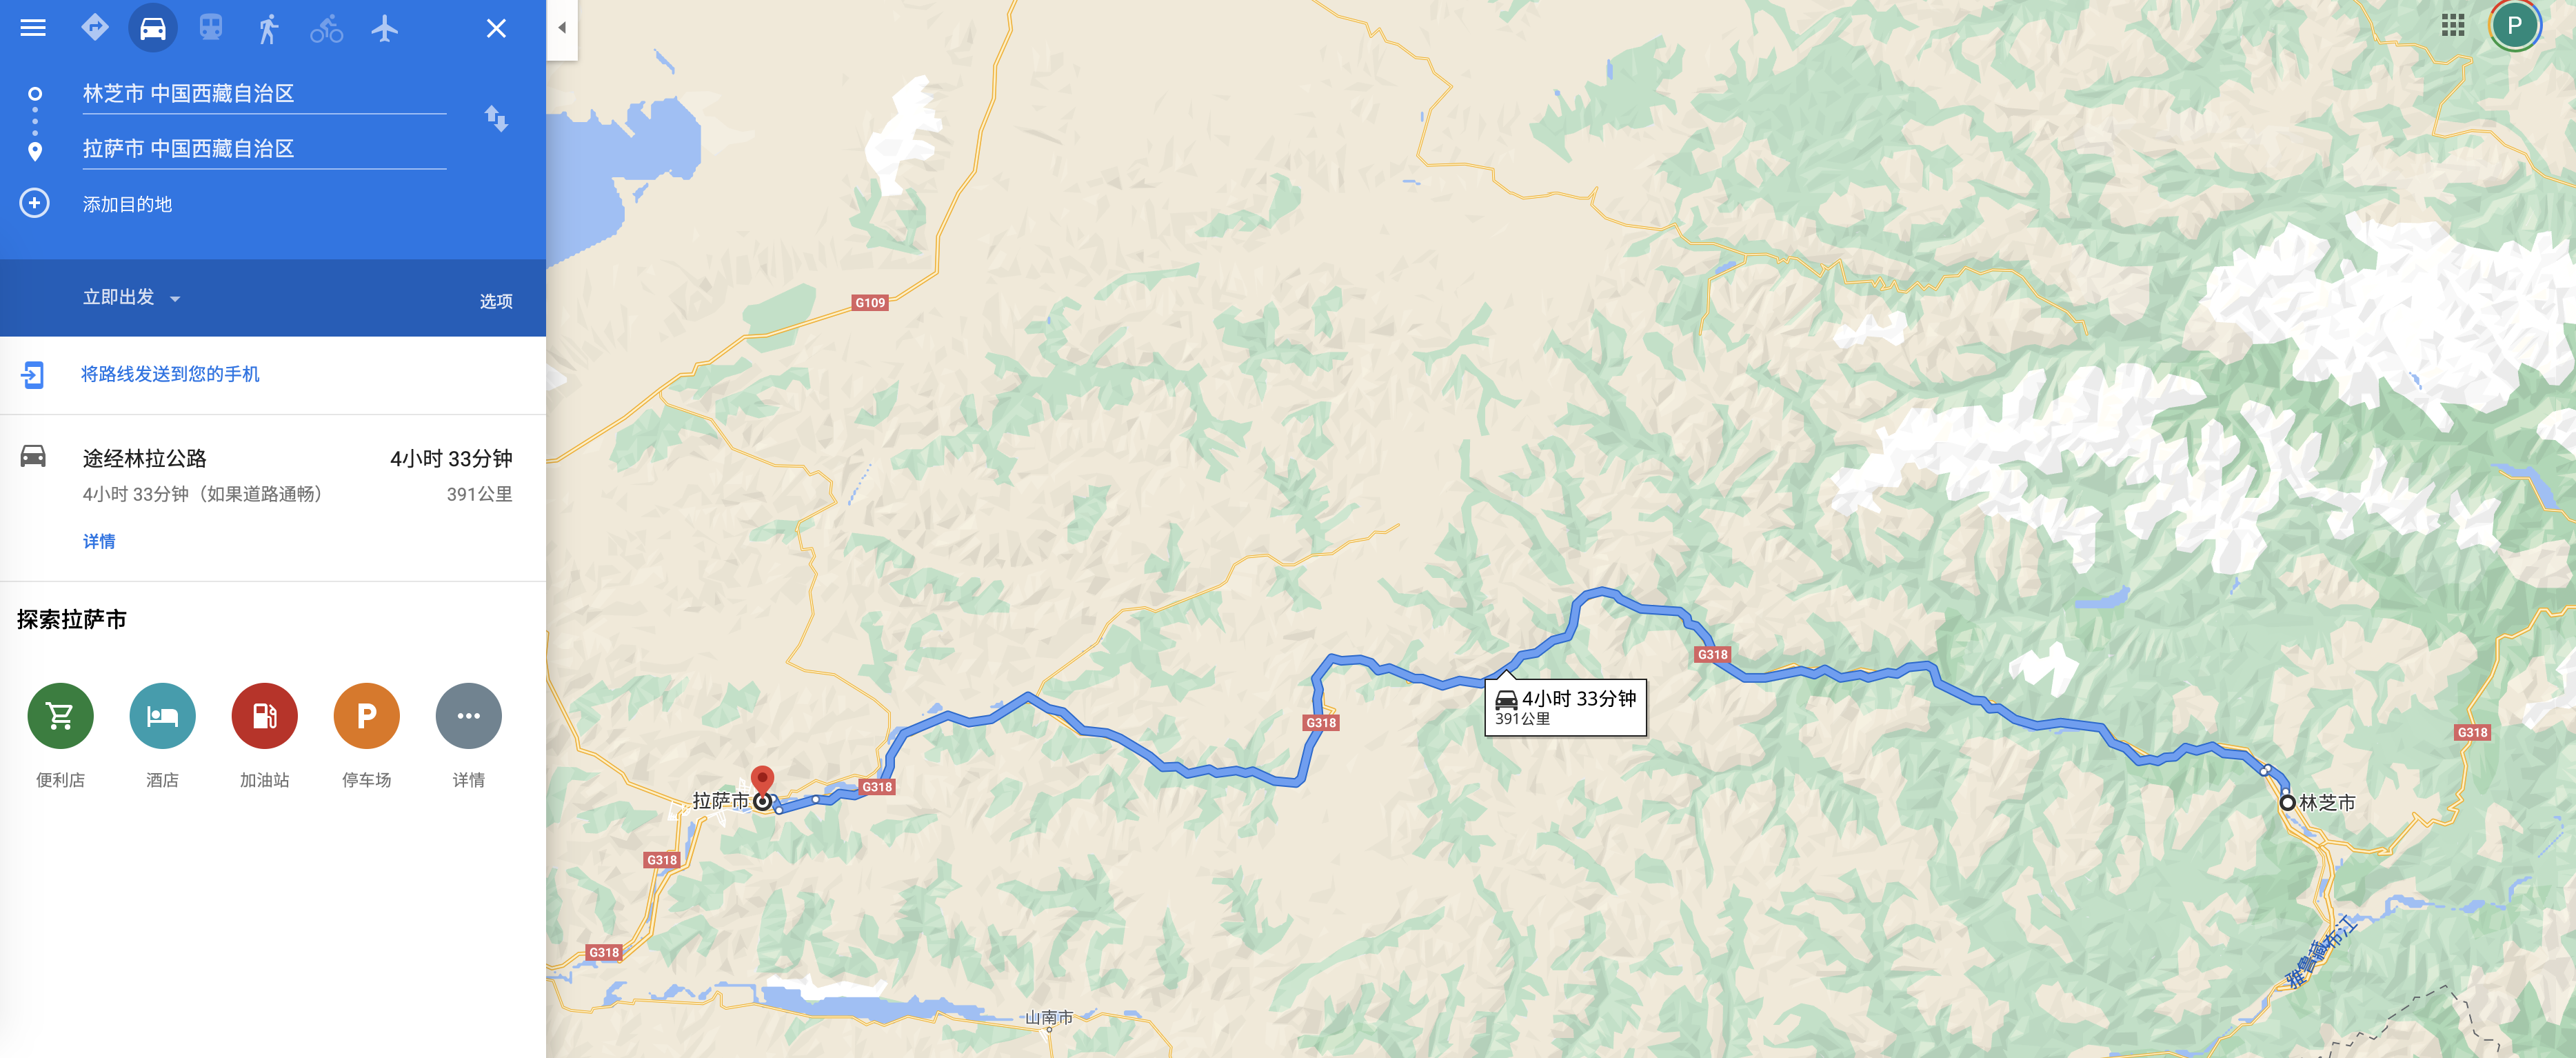 林芝市 中国西藏自治区
拉萨市 中国西藏自治区
添加目的地
立即出发
选项
将路线发送到您的手机
途经林拉公路
4小时 33分钟
4小时 33分钟（如果道路通畅）
391公里
详情
探索拉萨市
P
便利店
酒店
加油站
停车场
详情
P
G109
G318
G318
4小时 33分钟
391公里
G318
G318
拉萨市
林芝市
G318
G318
雅鲁藏布江
山南市